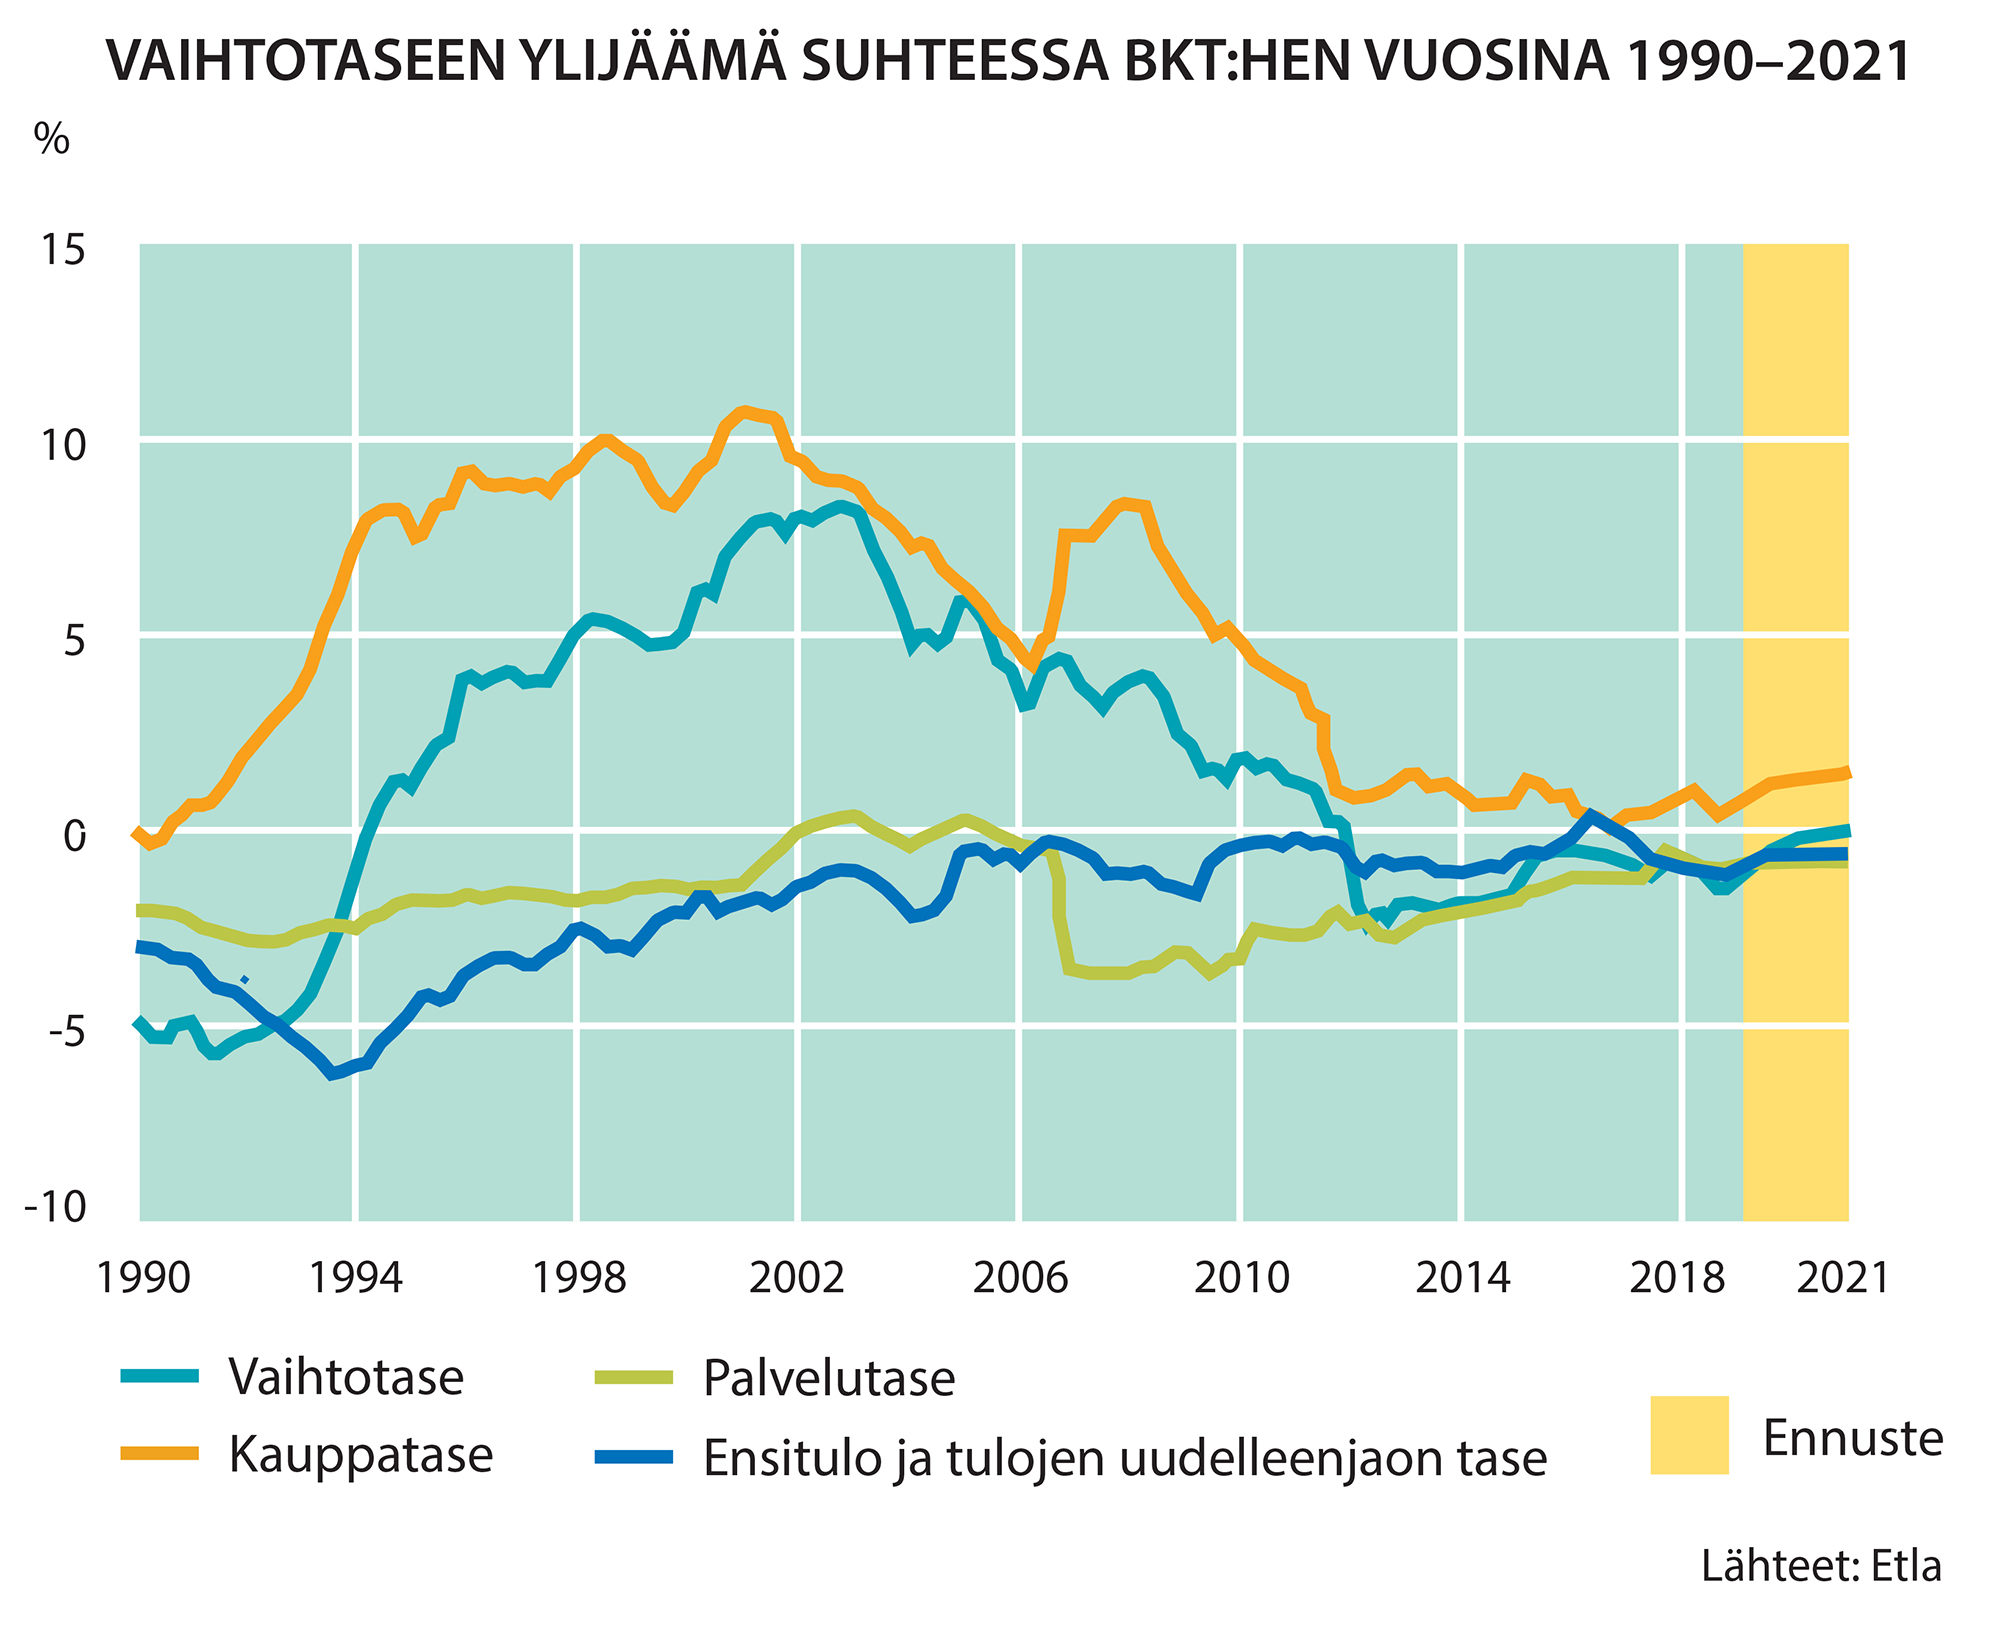 VAIHTOTASEEN YLIJÄÄMÄ SUHTEESSA BKT:HEN VUOSINA 1990–2021
%
15
10
5
0
-5
-10
1990 1994 1998 2002 2006 2010 2014 2018 2021
Vaihtotase
Kauppatase
Palvelutase
Ensitulo ja tulojen uudelleenjaon tase
Ennuste
Lähteet: Etla